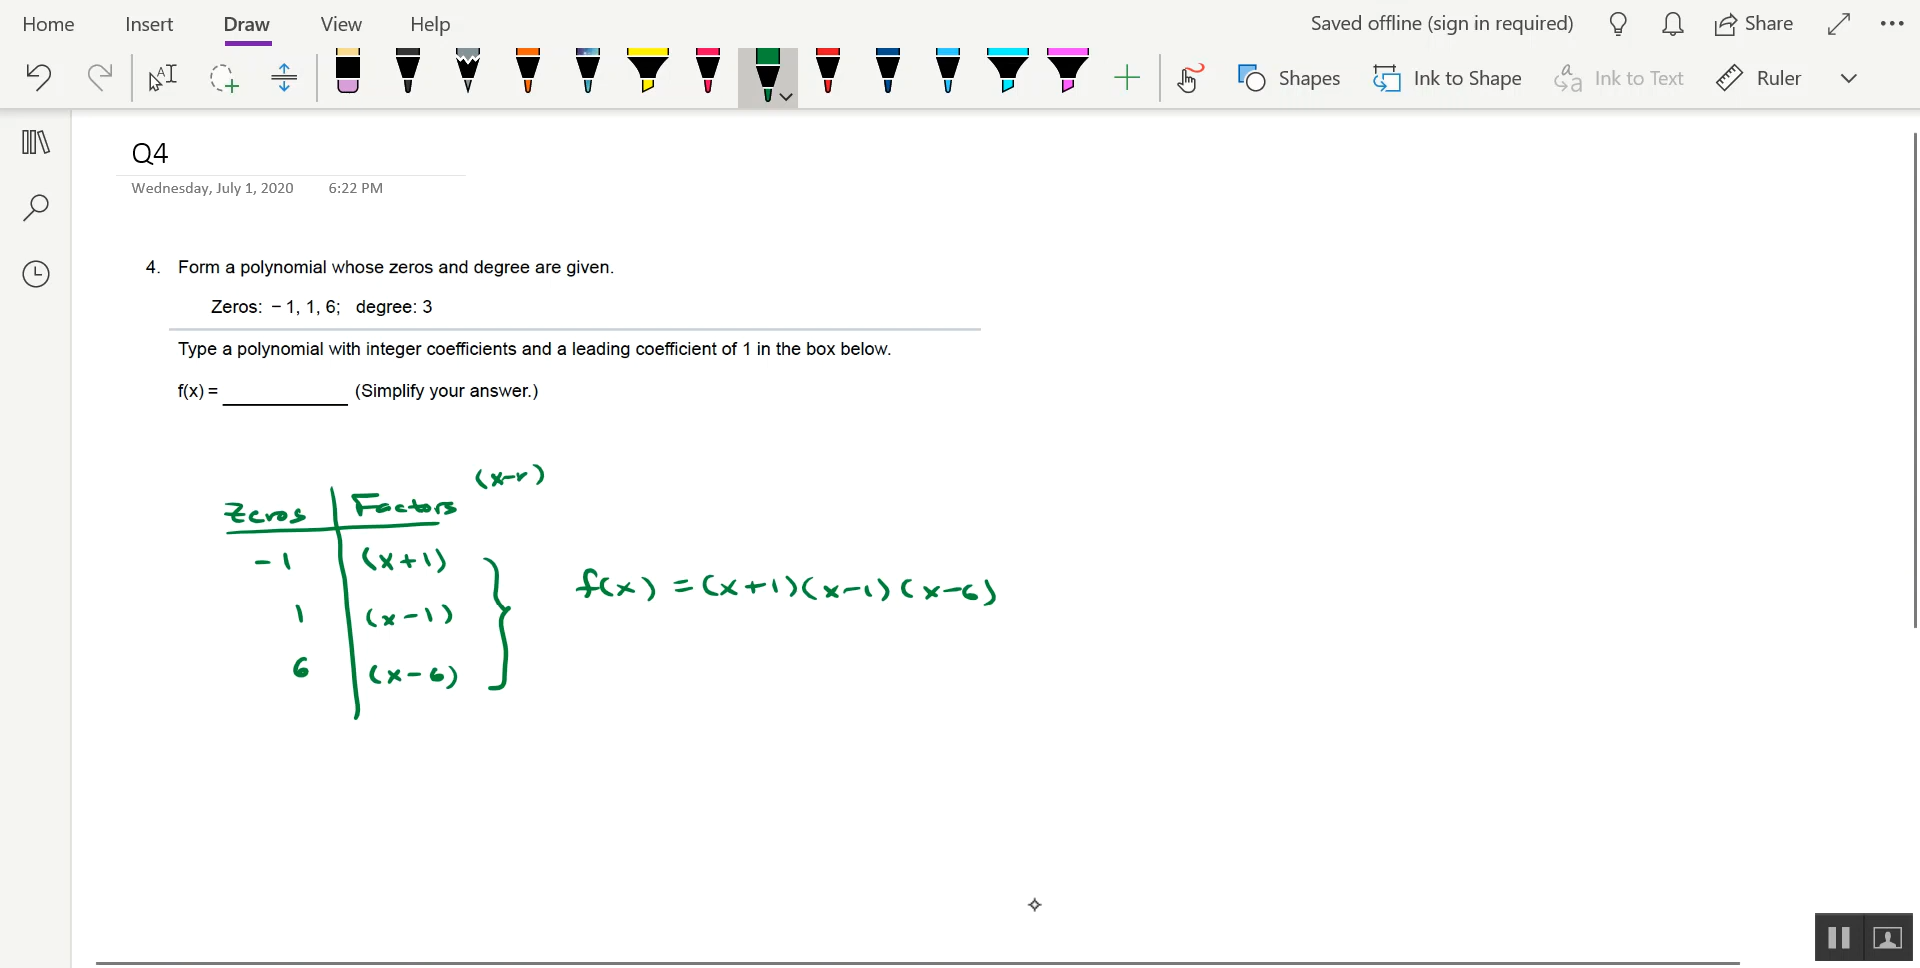 Home Insert Draw View Help Saved offline (sign in required) Share
Shapes Ink to Shape Ink to Text Ruler
Q4
Wednesday, July 1, 2020 6:22 PM
4. Form a polynomial whose zeros and degree are given.
Zeros: − 1, 1, 6; degree: 3
Type a polynomial with integer coefficients and a leading coefficient of 1 in the box below.
f(x) = ____________ (Simplify your answer.)
(x-r)
Zeros Factors
-1 (x+1)
f(x) = (x+1)(x-1)(x-6)
1 (x-1)
6 (x-6)